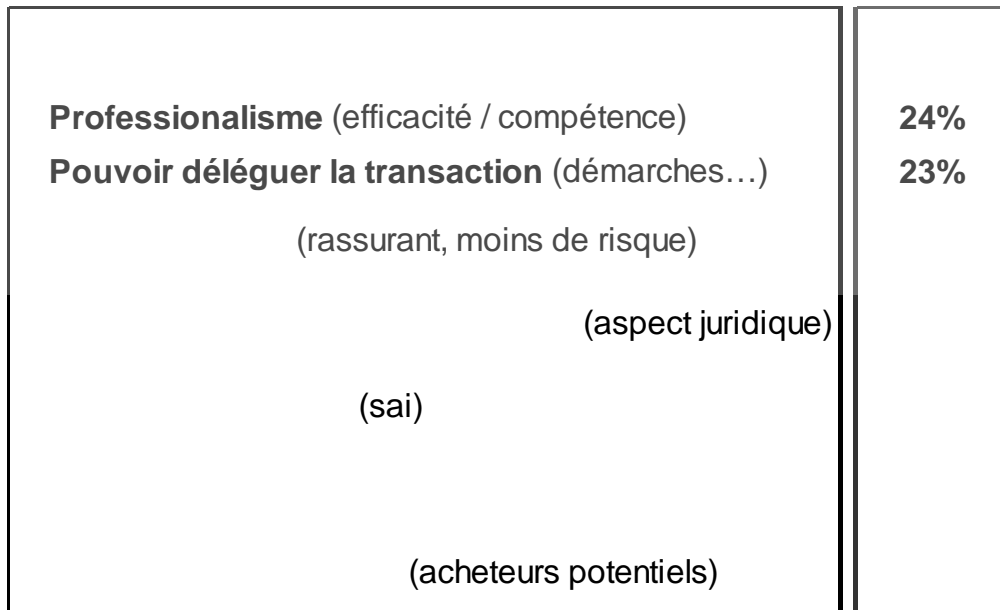 Professionalisme (efficacité / compétence) 24%
Pouvoir déléguer la transaction (démarches…) 23%
(rassurant, moins de risque)
(aspect juridique)
(sai)
(acheteurs potentiels)